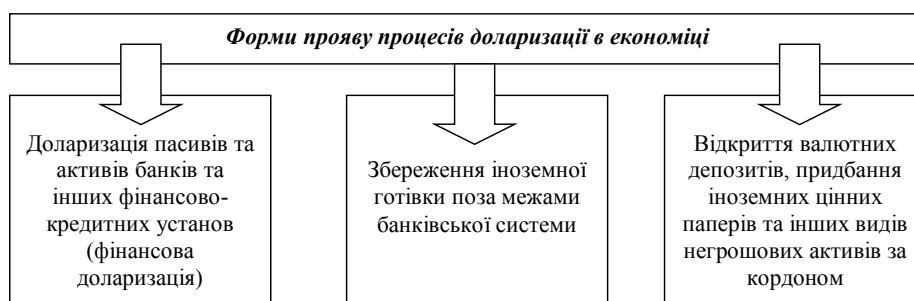 Форми прояву процесів доларизації в економіці
Доларизація пасивів та
активів банків та
інших фінансово-
кредитних установ
(фінансова
доларизація)
Збереження іноземної
готівки поза межами
банківської системи
Відкриття валютних
депозитів, придбання
іноземних цінних
паперів та інших видів
негрошових активів за
кордоном